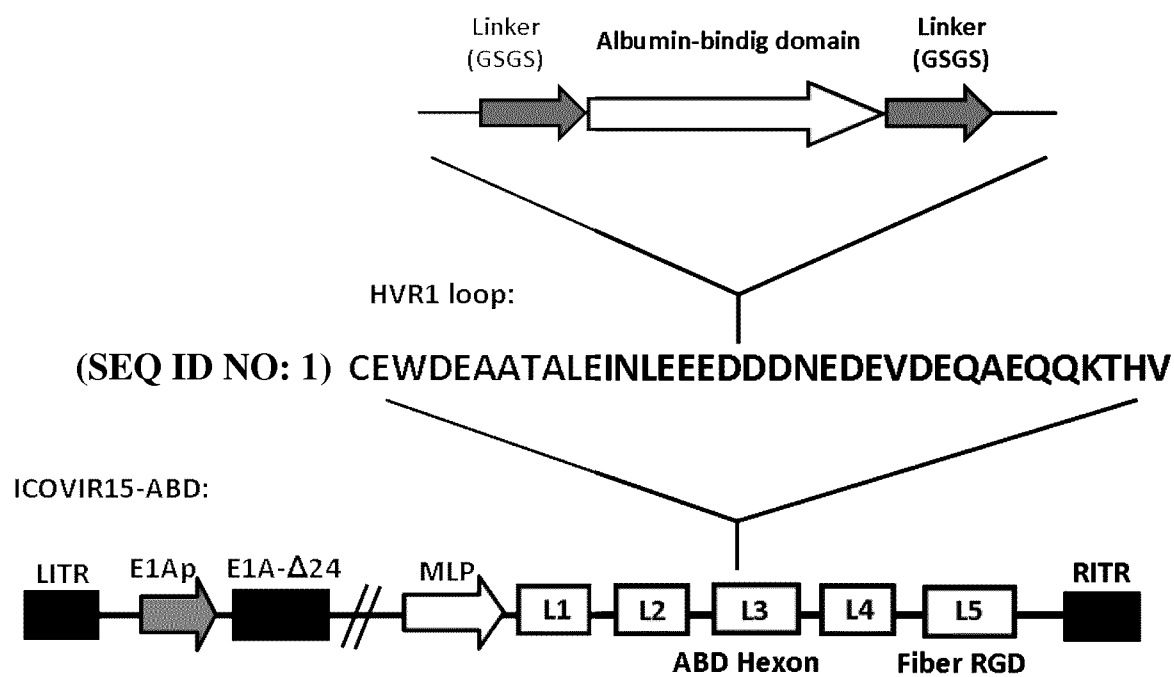 Linker
(GSGS)
Albumin-bindig domain
Linker
(GSGS)
HVR1 loop:
(SEQ ID NO: 1) CEWDEAATALEINLEEEDDDNEDEVDEQAEQQKTHV
ICOVIR15-ABD:
LITR
E1Ap
E1A-Δ24
MLP
RITR
L1
L2
L3
L4
L5
ABD Hexon
Fiber RGD